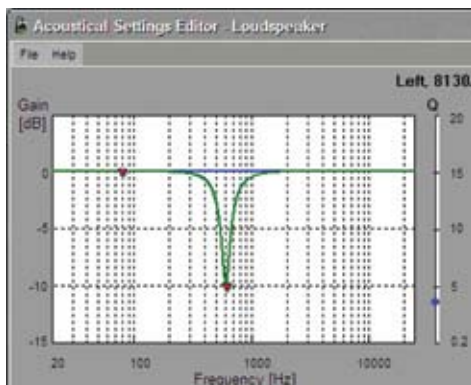 Acoustical Settings Editor - Loudspeaker
File Help
Left, 8130
Gain
[dB]
Q
20
0
15
-5
10
-10
5
-15
0.2
20 100 1000 10000
Frequency [Hz]